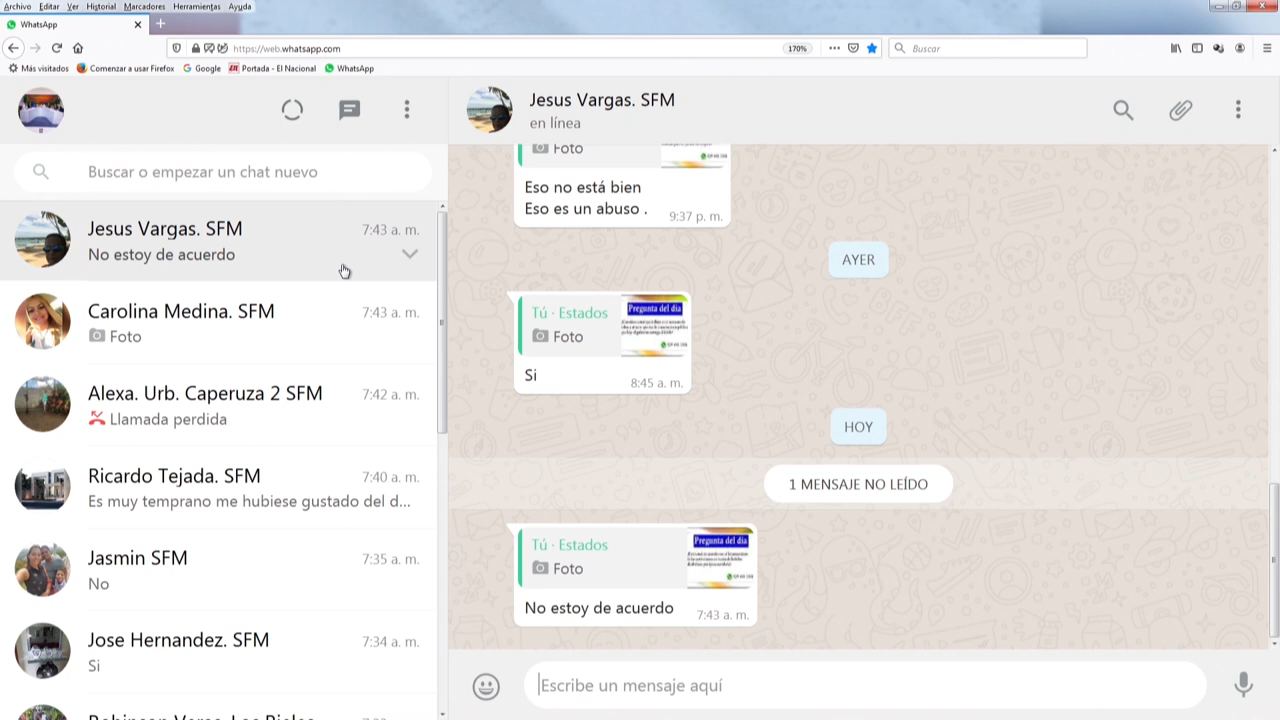 Archivo Editar Ver Historial Marcadores Herramientas Ayuda
WhatsApp
https://web.whatsapp.com
170%
Buscar
Más visitados Comenzar a usar Firefox Google Portada - El Nacional WhatsApp
Buscar o empezar un chat nuevo
Jesus Vargas. SFM 7:43 a. m.
No estoy de acuerdo
Carolina Medina. SFM 7:43 a. m.
Foto
Alexa. Urb. Caperuza 2 SFM 7:42 a. m.
Llamada perdida
Ricardo Tejada. SFM 7:40 a. m.
Es muy temprano me hubiese gustado del d...
Jasmin SFM 7:35 a. m.
No
Jose Hernandez. SFM 7:34 a. m.
Si
Jesus Vargas. SFM
en línea
Foto
Eso no está bien
Eso es un abuso .
9:37 p. m.
AYER
Tú · Estados
Foto
Pregunta del día
Si
8:45 a. m.
HOY
1 MENSAJE NO LEÍDO
Tú · Estados
Foto
Pregunta del día
No estoy de acuerdo
7:43 a. m.
Escribe un mensaje aquí